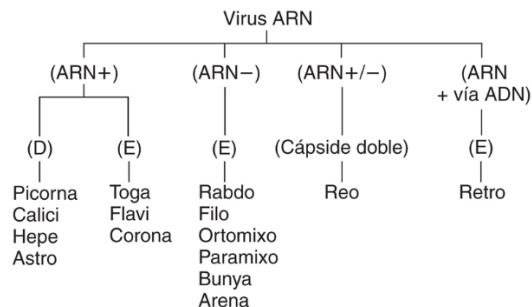 Virus ARN
(ARN+)
(ARN−)
(ARN+/−)
(ARN
+ vía ADN)
(D)
(E)
(E)
(Cápside doble)
(E)
Picorna
Calici
Hepe
Astro
Toga
Flavi
Corona
Rabdo
Filo
Ortomixo
Paramixo
Bunya
Arena
Reo
Retro